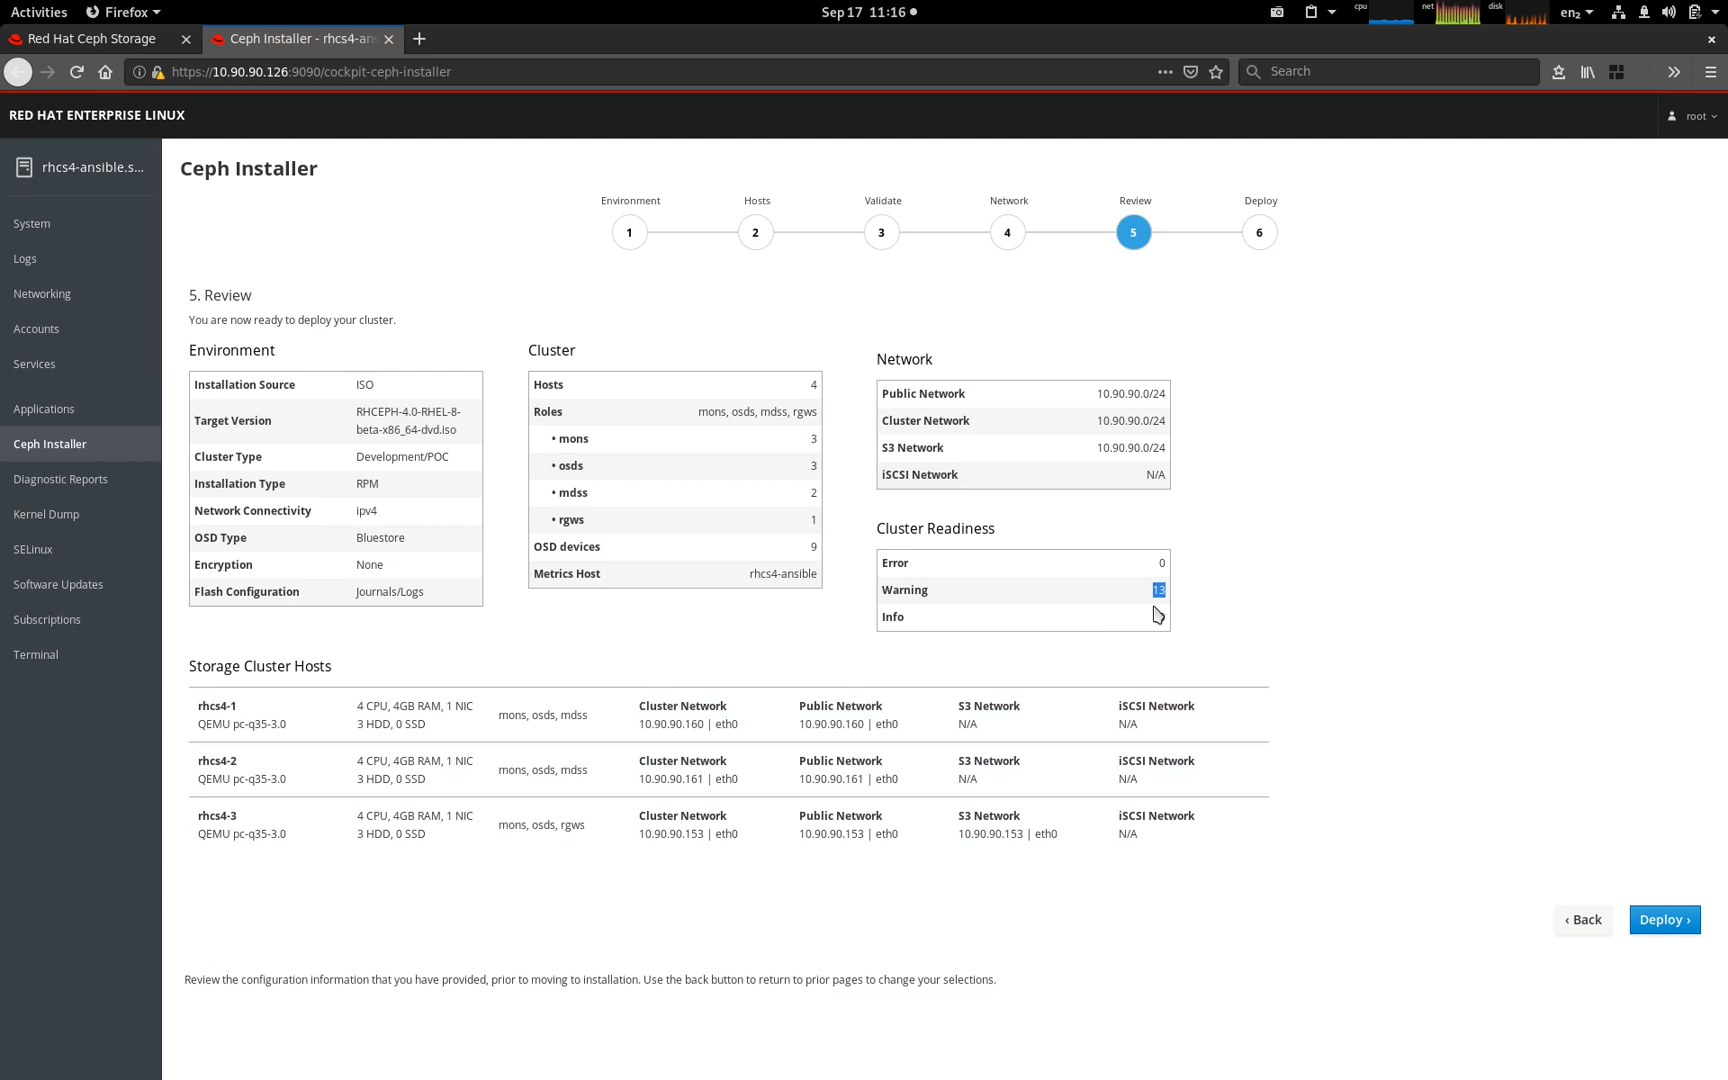 Activities
Firefox
Sep 17 11:16
cpu
net
disk
en₂
Red Hat Ceph Storage
Ceph Installer - rhcs4-ans
https://10.90.90.126:9090/cockpit-ceph-installer
Search
RED HAT ENTERPRISE LINUX
root
rhcs4-ansible.s...
System
Logs
Networking
Accounts
Services
Applications
Ceph Installer
Diagnostic Reports
Kernel Dump
SELinux
Software Updates
Subscriptions
Terminal
Ceph Installer
Environment Hosts Validate Network Review Deploy
1 2 3 4 5 6
5. Review
You are now ready to deploy your cluster.
Environment
Installation Source ISO
Target Version RHCEPH-4.0-RHEL-8-
beta-x86_64-dvd.iso
Cluster Type Development/POC
Installation Type RPM
Network Connectivity ipv4
OSD Type Bluestore
Encryption None
Flash Configuration Journals/Logs
Cluster
Hosts 4
Roles mons, osds, mdss, rgws
• mons 3
• osds 3
• mdss 2
• rgws 1
OSD devices 9
Metrics Host rhcs4-ansible
Network
Public Network 10.90.90.0/24
Cluster Network 10.90.90.0/24
S3 Network 10.90.90.0/24
iSCSI Network N/A
Cluster Readiness
Error 0
Warning 13
Info
Storage Cluster Hosts
rhcs4-1 4 CPU, 4GB RAM, 1 NIC mons, osds, mdss Cluster Network Public Network S3 Network iSCSI Network
QEMU pc-q35-3.0 3 HDD, 0 SSD 10.90.90.160 | eth0 10.90.90.160 | eth0 N/A N/A
rhcs4-2 4 CPU, 4GB RAM, 1 NIC mons, osds, mdss Cluster Network Public Network S3 Network iSCSI Network
QEMU pc-q35-3.0 3 HDD, 0 SSD 10.90.90.161 | eth0 10.90.90.161 | eth0 N/A N/A
rhcs4-3 4 CPU, 4GB RAM, 1 NIC mons, osds, rgws Cluster Network Public Network S3 Network iSCSI Network
QEMU pc-q35-3.0 3 HDD, 0 SSD 10.90.90.153 | eth0 10.90.90.153 | eth0 10.90.90.153 | eth0 N/A
‹ Back
Deploy ›
Review the configuration information that you have provided, prior to moving to installation. Use the back button to return to prior pages to change your selections.